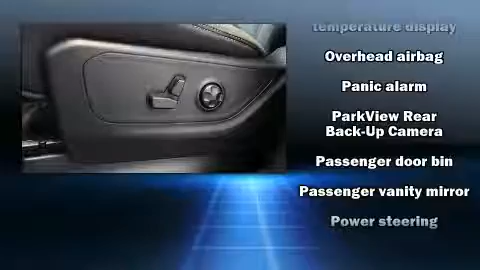 temperature display
Overhead airbag
Panic alarm
ParkView Rear
Back-Up Camera
Passenger door bin
Passenger vanity mirror
Power steering